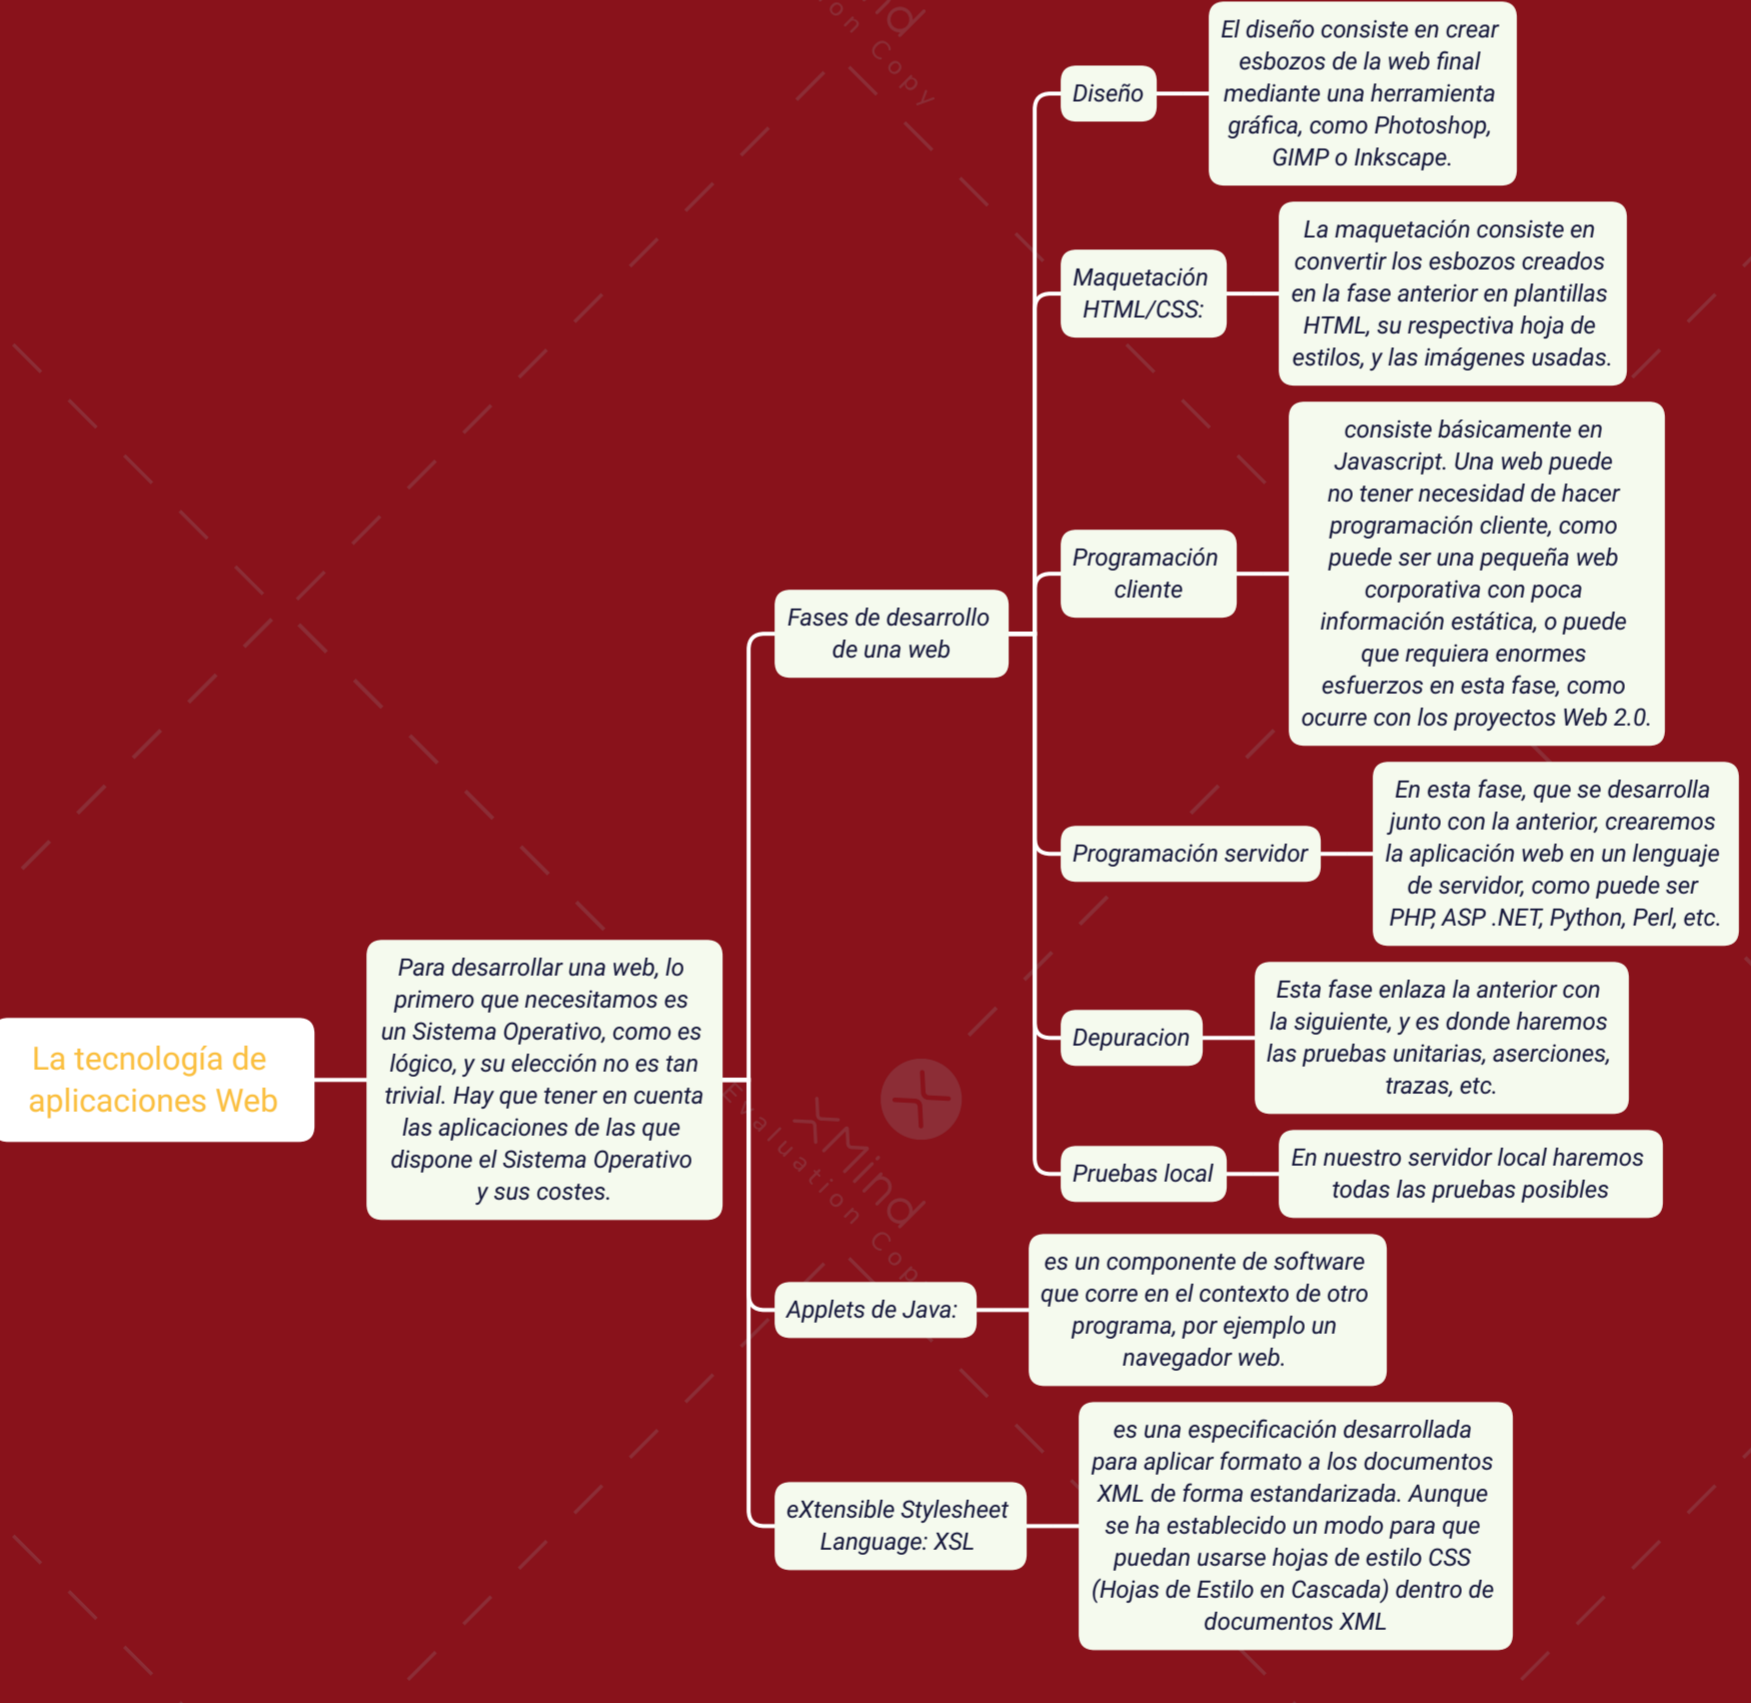 La tecnología de
aplicaciones Web
Para desarrollar una web, lo
primero que necesitamos es
un Sistema Operativo, como es
lógico, y su elección no es tan
trivial. Hay que tener en cuenta
las aplicaciones de las que
dispone el Sistema Operativo
y sus costes.
Fases de desarrollo
de una web
Diseño
El diseño consiste en crear
esbozos de la web final
mediante una herramienta
gráfica, como Photoshop,
GIMP o Inkscape.
Maquetación
HTML/CSS:
La maquetación consiste en
convertir los esbozos creados
en la fase anterior en plantillas
HTML, su respectiva hoja de
estilos, y las imágenes usadas.
Programación
cliente
consiste básicamente en
Javascript. Una web puede
no tener necesidad de hacer
programación cliente, como
puede ser una pequeña web
corporativa con poca
información estática, o puede
que requiera enormes
esfuerzos en esta fase, como
ocurre con los proyectos Web 2.0.
Programación servidor
En esta fase, que se desarrolla
junto con la anterior, crearemos
la aplicación web en un lenguaje
de servidor, como puede ser
PHP, ASP .NET, Python, Perl, etc.
Depuracion
Esta fase enlaza la anterior con
la siguiente, y es donde haremos
las pruebas unitarias, aserciones,
trazas, etc.
Pruebas local
En nuestro servidor local haremos
todas las pruebas posibles
Applets de Java:
es un componente de software
que corre en el contexto de otro
programa, por ejemplo un
navegador web.
eXtensible Stylesheet
Language: XSL
es una especificación desarrollada
para aplicar formato a los documentos
XML de forma estandarizada. Aunque
se ha establecido un modo para que
puedan usarse hojas de estilo CSS
(Hojas de Estilo en Cascada) dentro de
documentos XML
XMind
Evaluation Copy